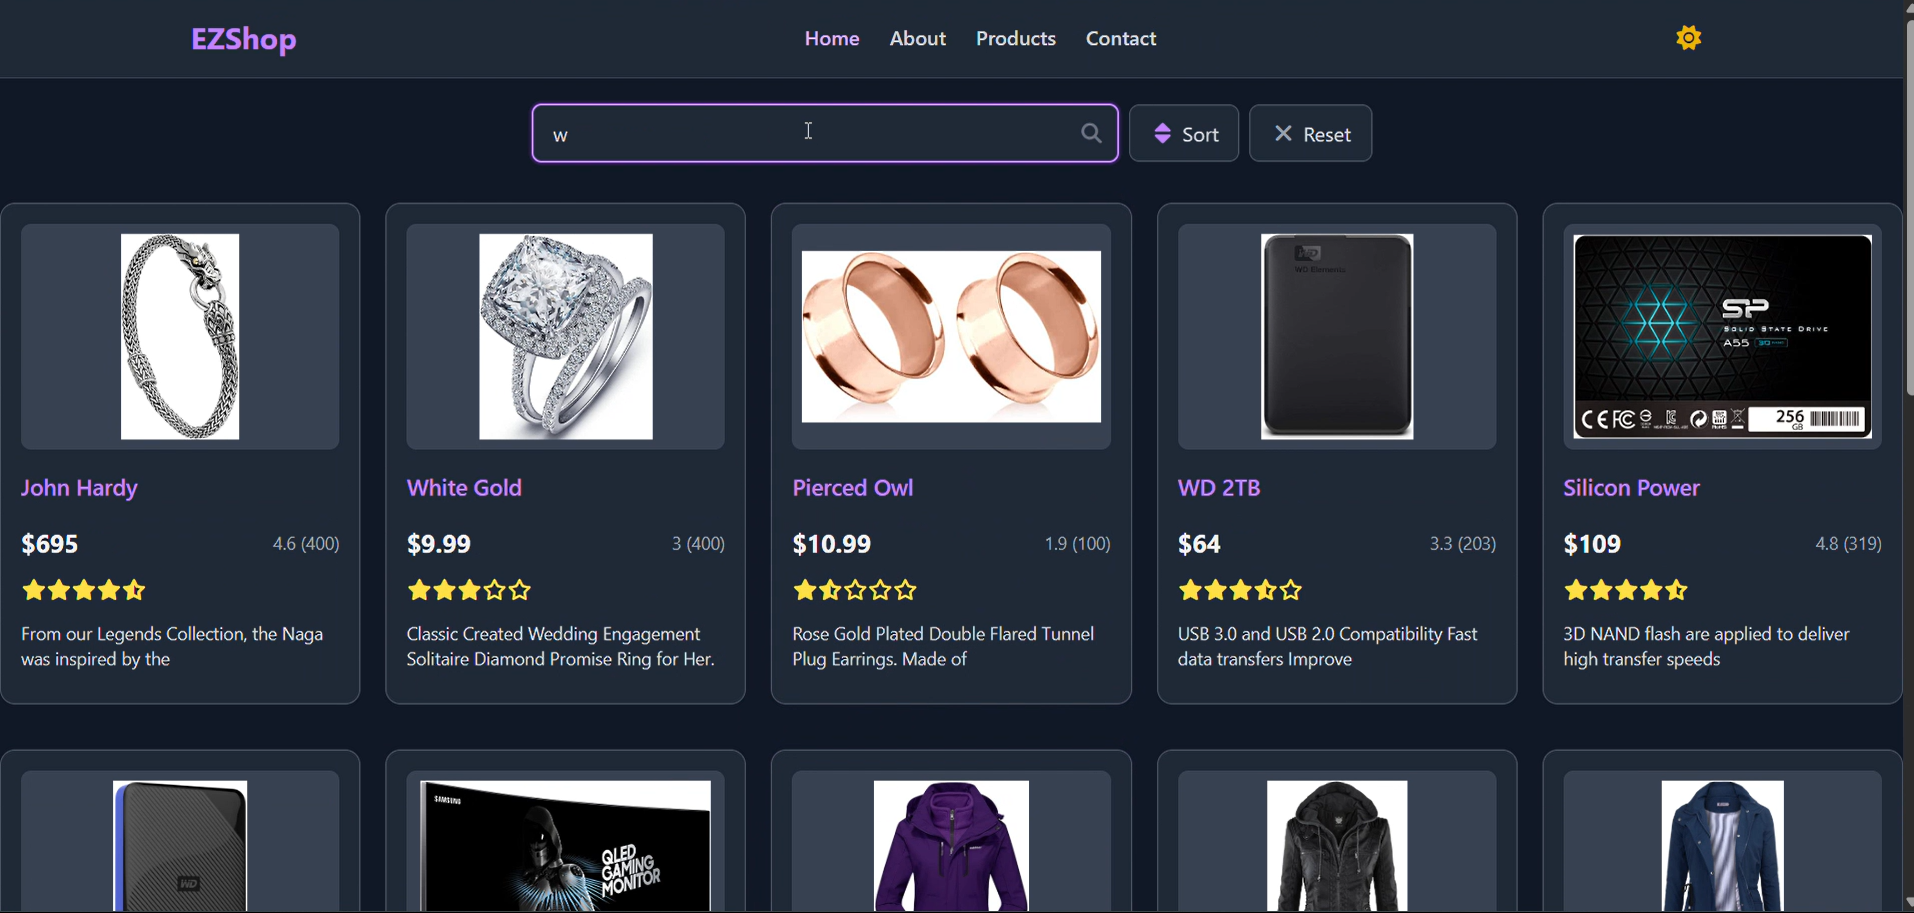 EZShop
Home
About
Products
Contact
w
Sort
Reset
WD
WD Elements
SP
SOLID STATE DRIVE
A55
256
GB
John Hardy
White Gold
Pierced Owl
WD 2TB
Silicon Power
$695
4.6 (400)
$9.99
3 (400)
$10.99
1.9 (100)
$64
3.3 (203)
$109
4.8 (319)
From our Legends Collection, the Naga
was inspired by the
Classic Created Wedding Engagement
Solitaire Diamond Promise Ring for Her.
Rose Gold Plated Double Flared Tunnel
Plug Earrings. Made of
USB 3.0 and USB 2.0 Compatibility Fast
data transfers Improve
3D NAND flash are applied to deliver
high transfer speeds
WD
SAMSUNG
QLED
GAMING
MONITOR